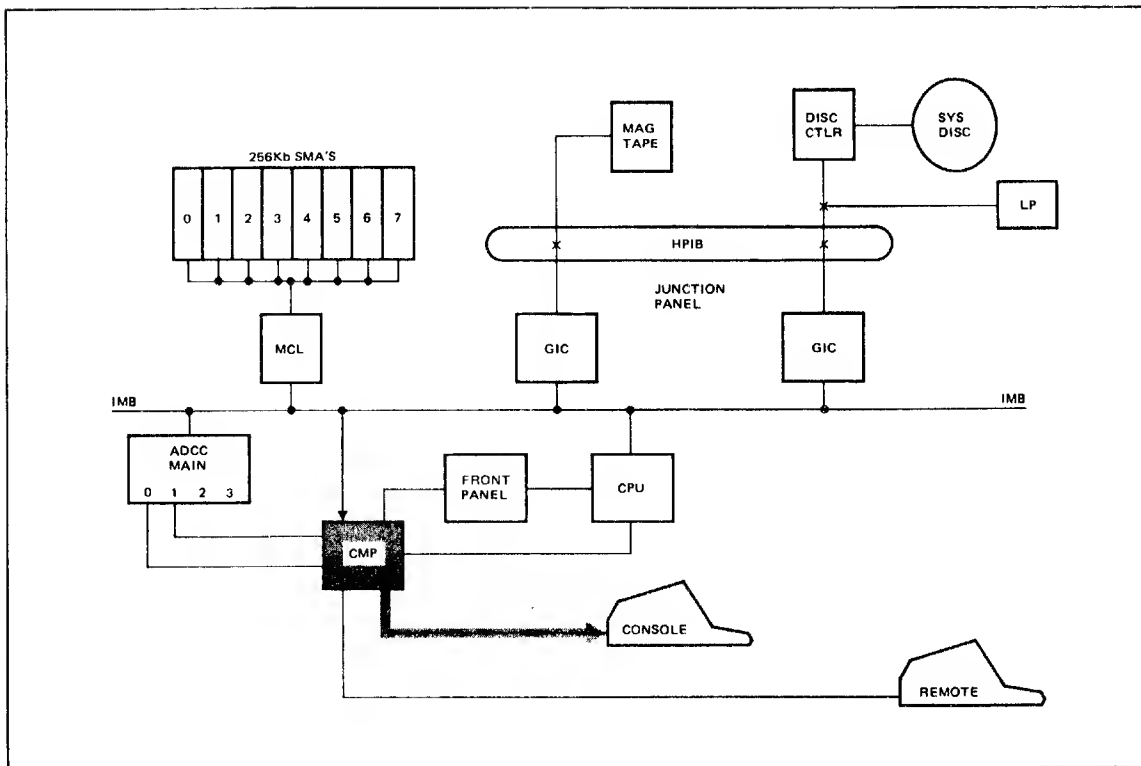 256Kb SMA'S
0 1 2 3 4 5 6 7
MAG
TAPE
DISC
CTLR
SYS
DISC
LP
HPIB
JUNCTION
PANEL
MCL
GIC
GIC
IMB
IMB
ADCC
MAIN
0 1 2 3
FRONT
PANEL
CPU
CMP
CONSOLE
REMOTE